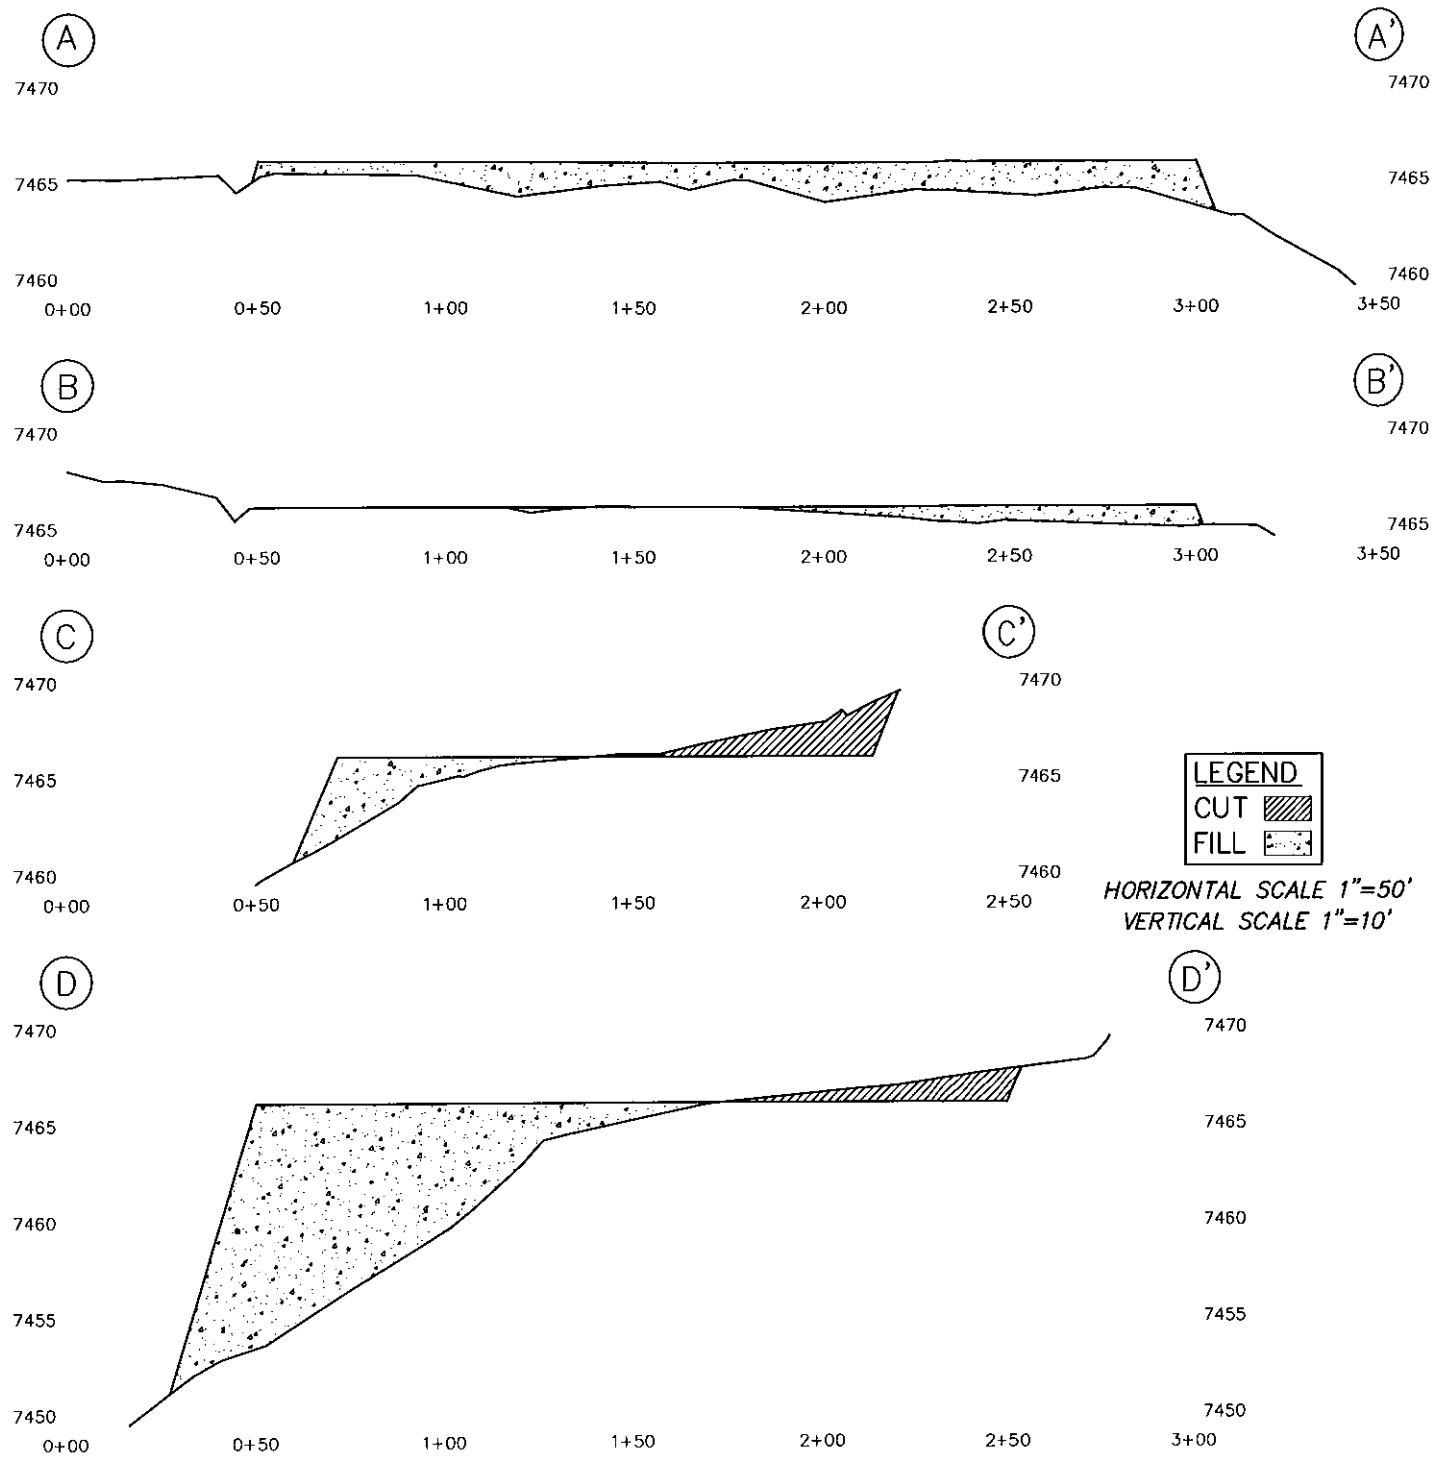 A A'
7470 7470
7465 7465
7460 7460
0+00 0+50 1+00 1+50 2+00 2+50 3+00 3+50
B B'
7470 7470
7465 7465
0+00 0+50 1+00 1+50 2+00 2+50 3+00 3+50
C C'
7470 7470
7465 7465
7460 7460
0+00 0+50 1+00 1+50 2+00 2+50
LEGEND
CUT
FILL
HORIZONTAL SCALE 1"=50'
VERTICAL SCALE 1"=10'
D D'
7470 7470
7465 7465
7460 7460
7455 7455
7450 7450
0+00 0+50 1+00 1+50 2+00 2+50 3+00